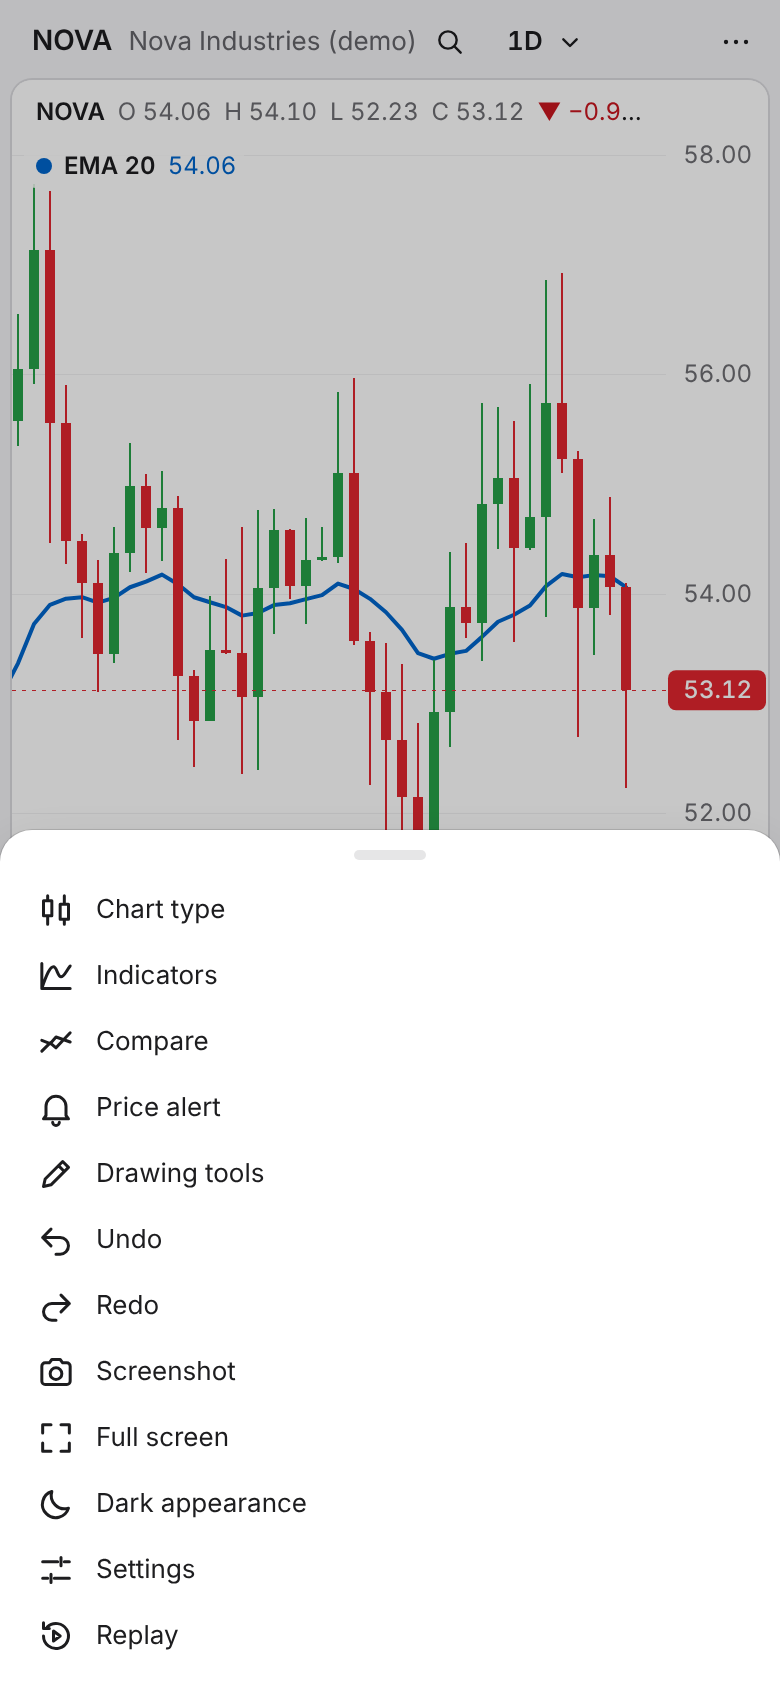 NOVA Nova Industries (demo) 1D
NOVA O 54.06 H 54.10 L 52.23 C 53.12 ▼ −0.9...
EMA 20 54.06
58.00
56.00
54.00
53.12
52.00
Chart type
Indicators
Compare
Price alert
Drawing tools
Undo
Redo
Screenshot
Full screen
Dark appearance
Settings
Replay